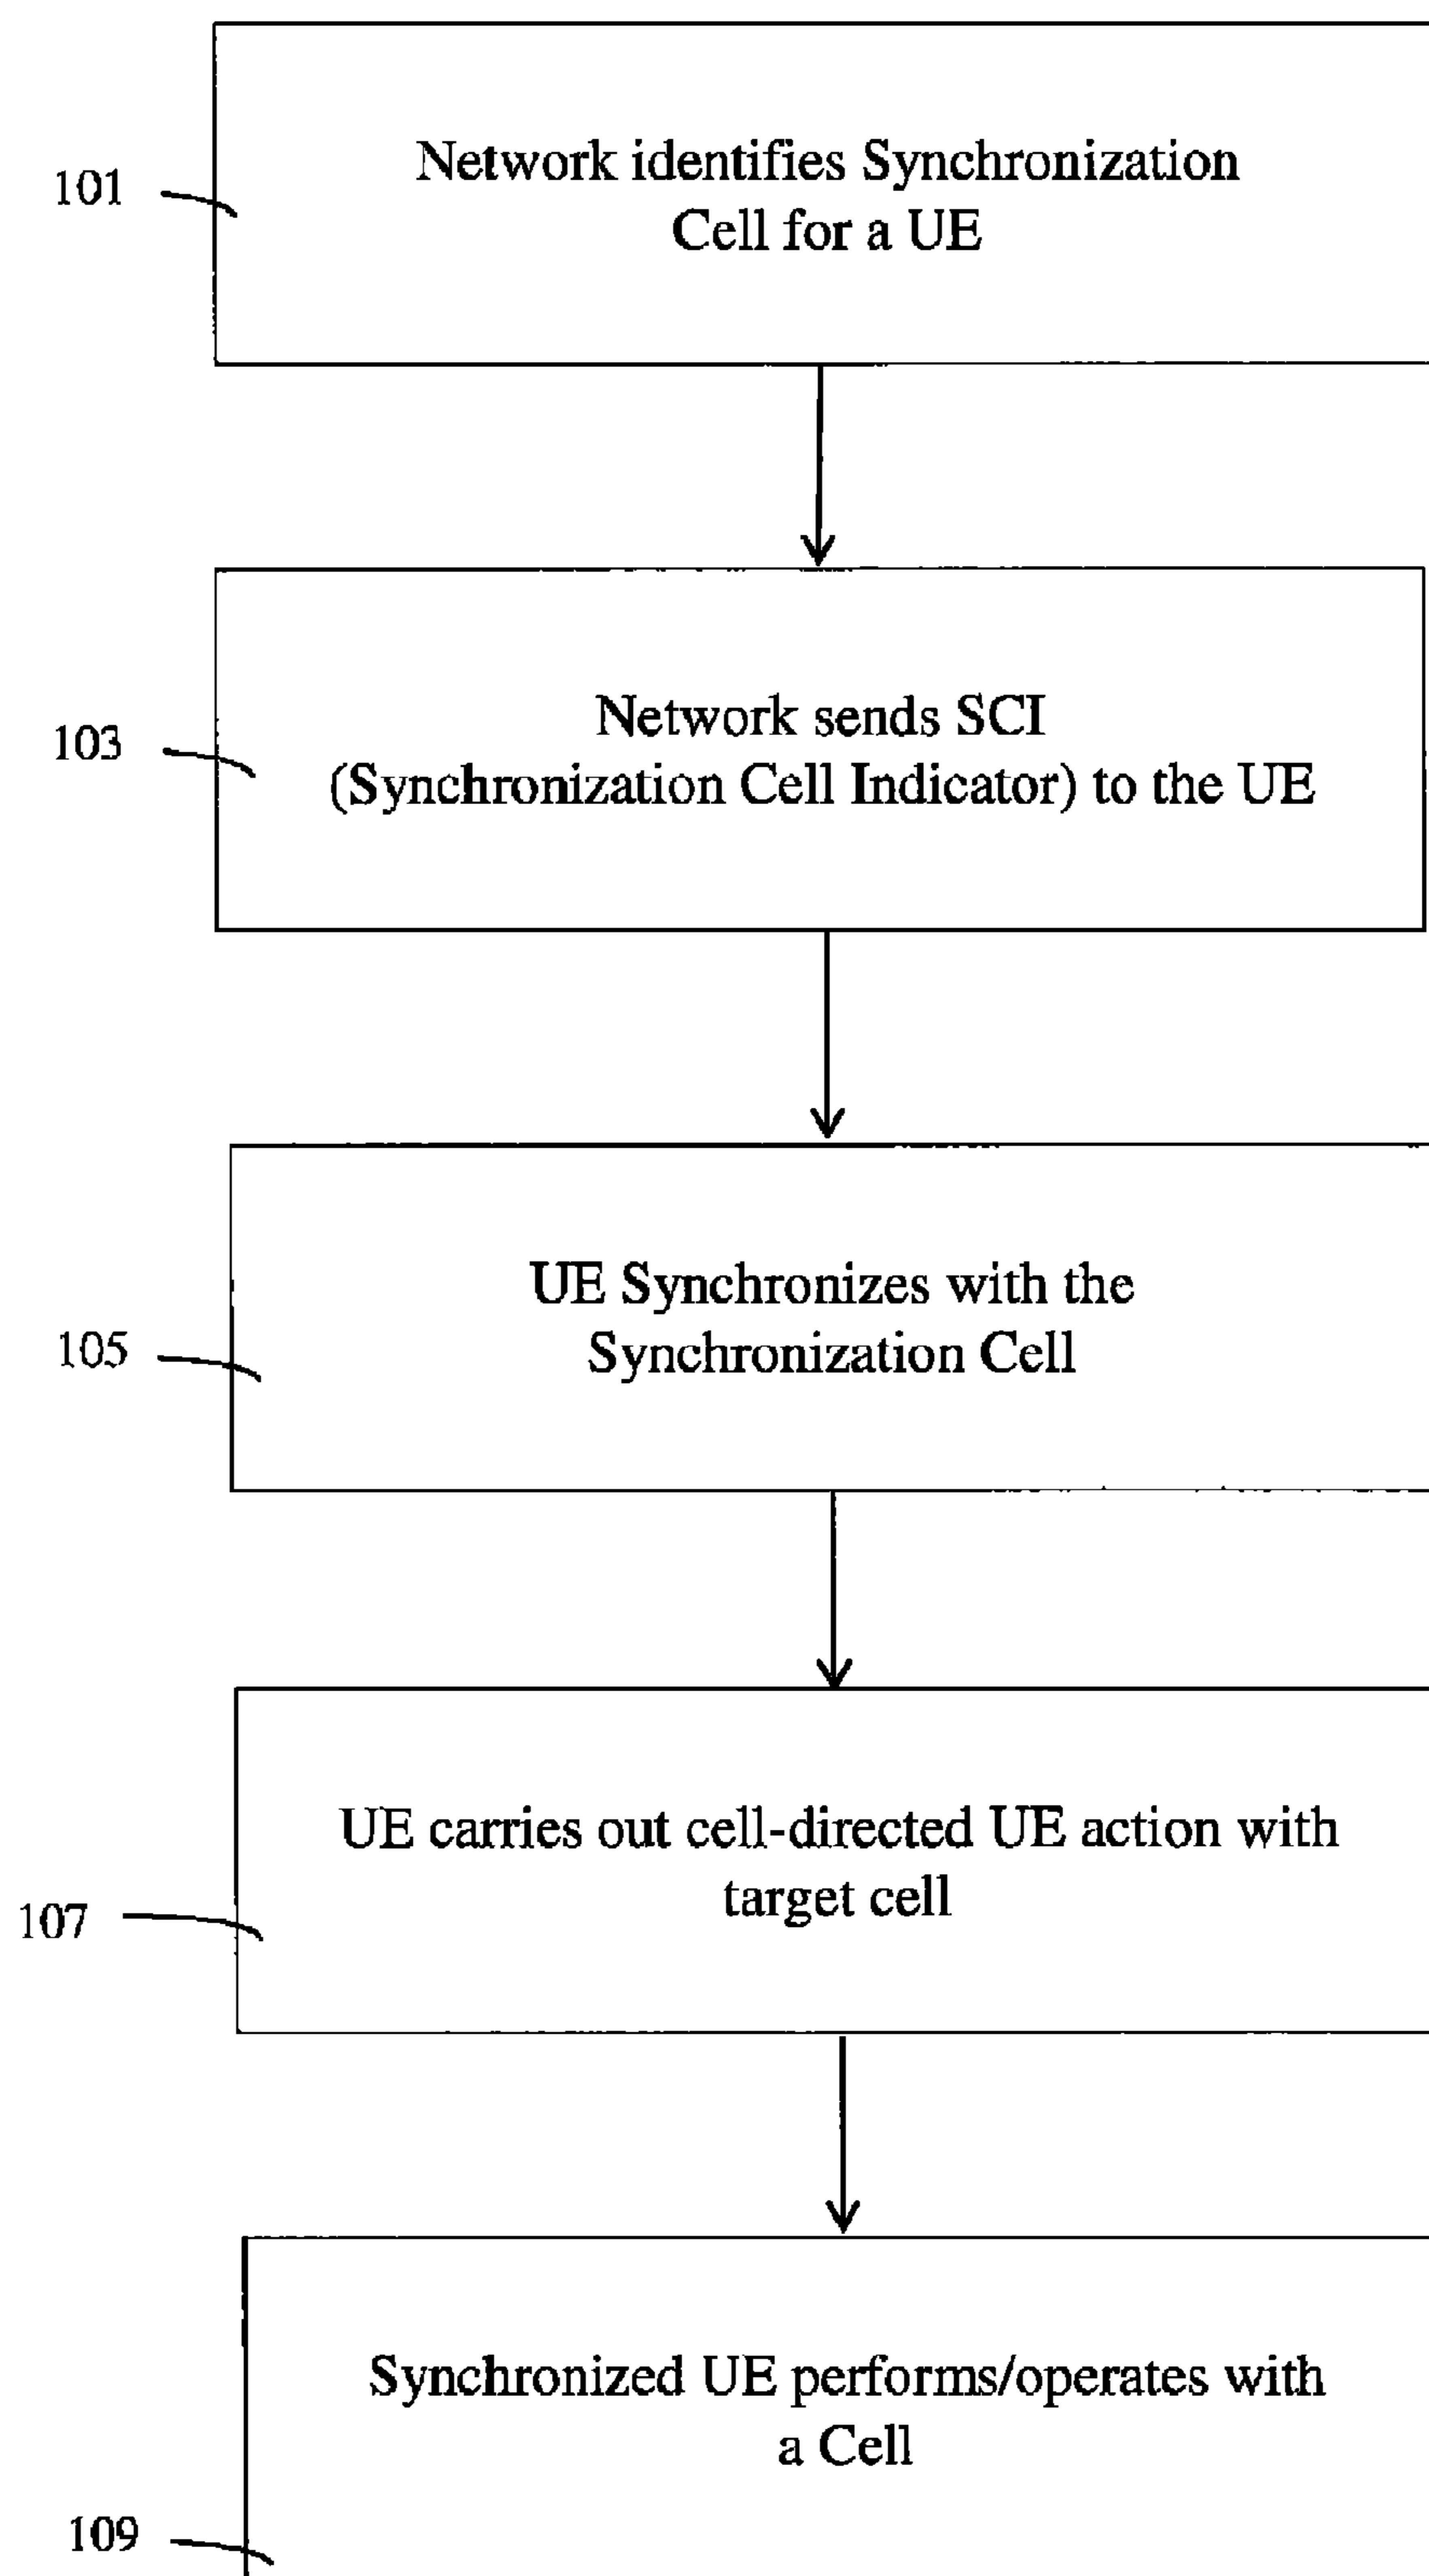 Network identifies Synchronization
Cell for a UE
101
Network sends SCI
(Synchronization Cell Indicator) to the UE
103
UE Synchronizes with the
Synchronization Cell
105
UE carries out cell-directed UE action with
target cell
107
Synchronized UE performs/operates with
a Cell
109